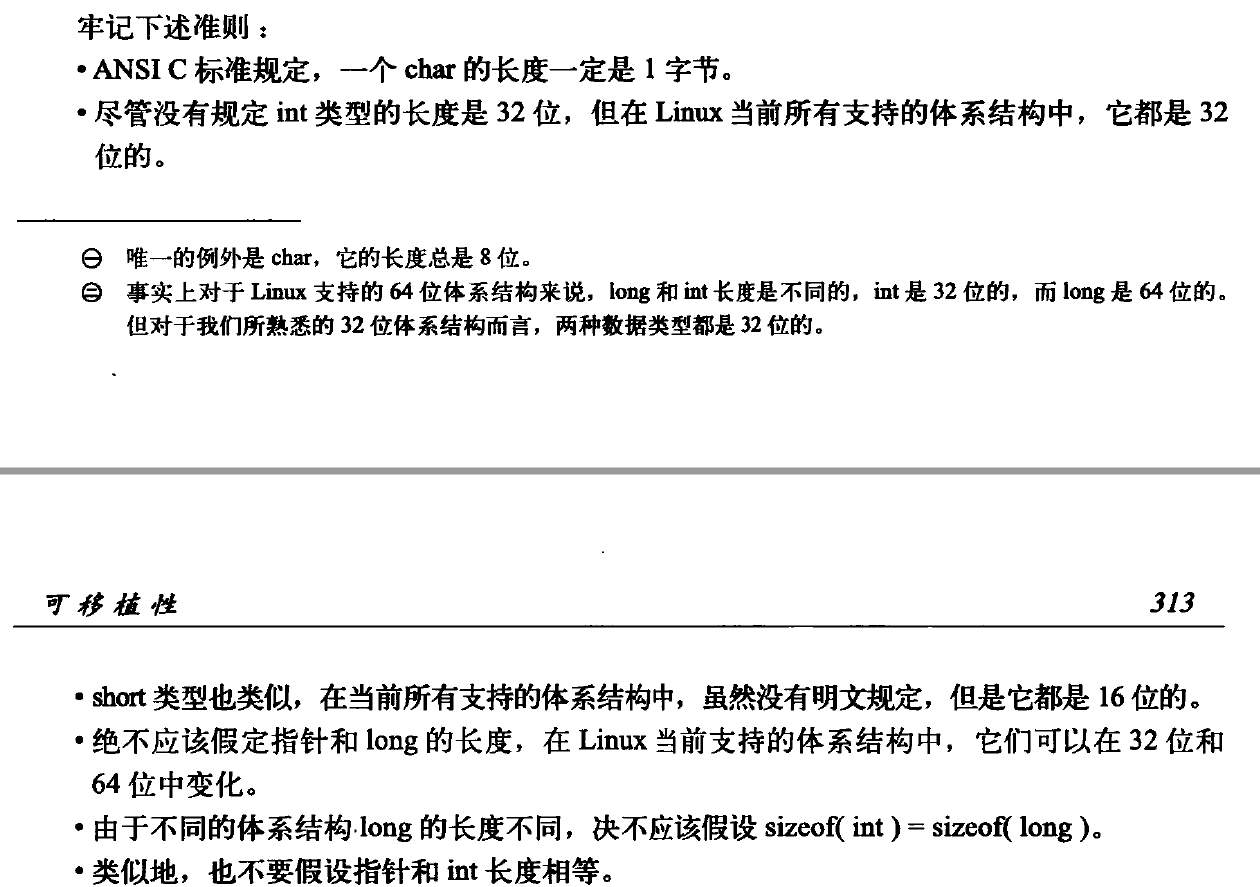 牢记下述准则：
•ANSI C 标准规定，一个 char 的长度一定是 1 字节。
•尽管没有规定 int 类型的长度是 32 位，但在 Linux 当前所有支持的体系结构中，它都是 32
位的。
㊀ 唯一的例外是 char，它的长度总是 8 位。
㊁ 事实上对于 Linux 支持的 64 位体系结构来说，long 和 int 长度是不同的，int 是 32 位的，而 long 是 64 位的。
但对于我们所熟悉的 32 位体系结构而言，两种数据类型都是 32 位的。
可移植性 313
•short 类型也类似，在当前所有支持的体系结构中，虽然没有明文规定，但是它都是 16 位的。
•绝不应该假定指针和 long 的长度，在 Linux 当前支持的体系结构中，它们可以在 32 位和
64 位中变化。
•由于不同的体系结构 long 的长度不同，决不应该假设 sizeof( int ) = sizeof( long )。
•类似地，也不要假设指针和 int 长度相等。